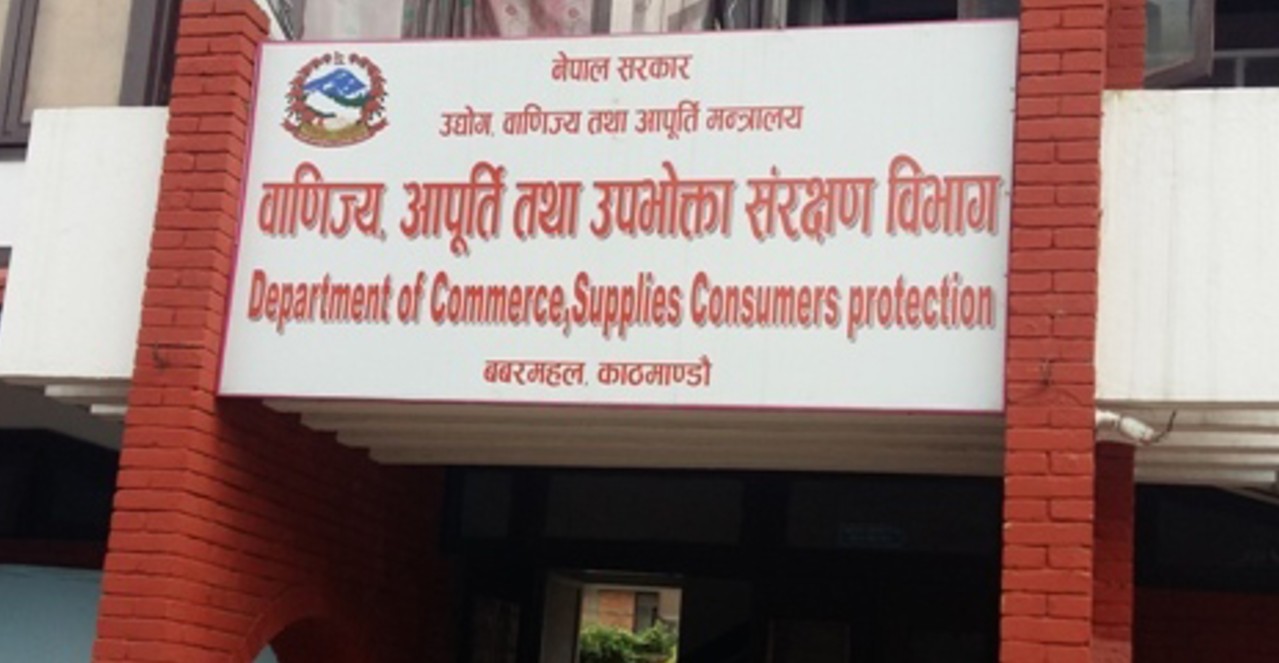 नेपाल सरकार
उद्योग, वाणिज्य तथा आपूर्ति मन्त्रालय
वाणिज्य, आपूर्ति तथा उपभोक्ता संरक्षण विभाग
Department of Commerce,Supplies Consumers protection
बबरमहल, काठमाण्डौ